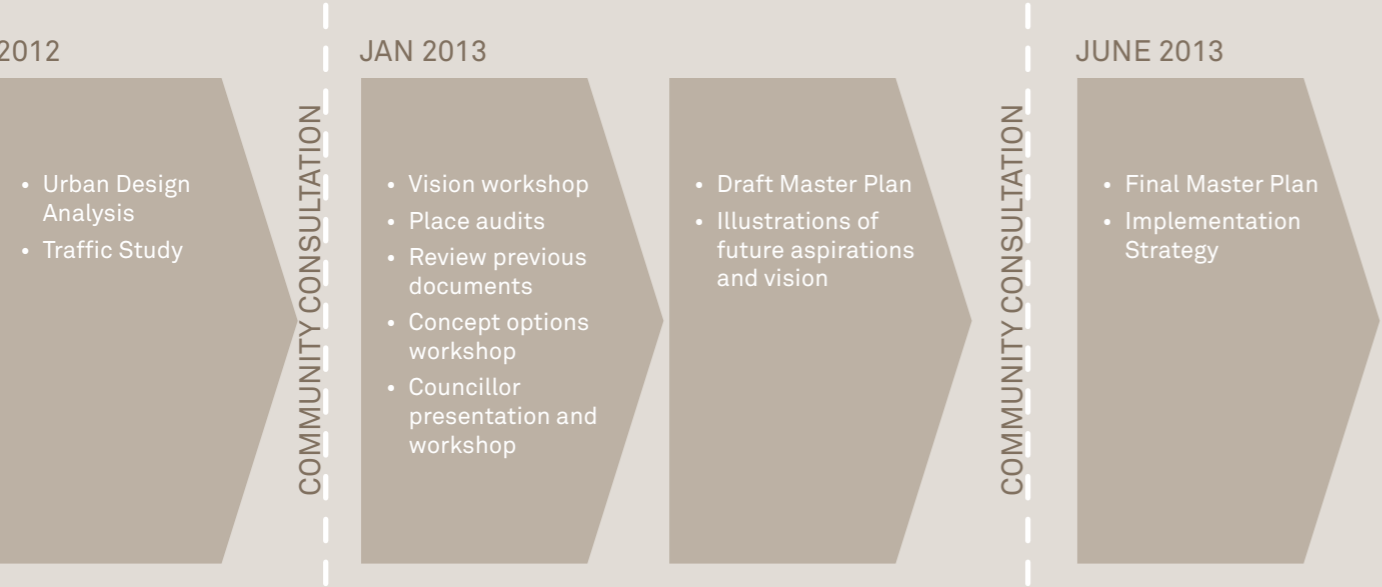 2012
• Urban Design
Analysis
• Traffic Study
COMMUNITY CONSULTATION
JAN 2013
• Vision workshop
• Place audits
• Review previous
documents
• Concept options
workshop
• Councillor
presentation and
workshop
• Draft Master Plan
• Illustrations of
future aspirations
and vision
COMMUNITY CONSULTATION
JUNE 2013
• Final Master Plan
• Implementation
Strategy